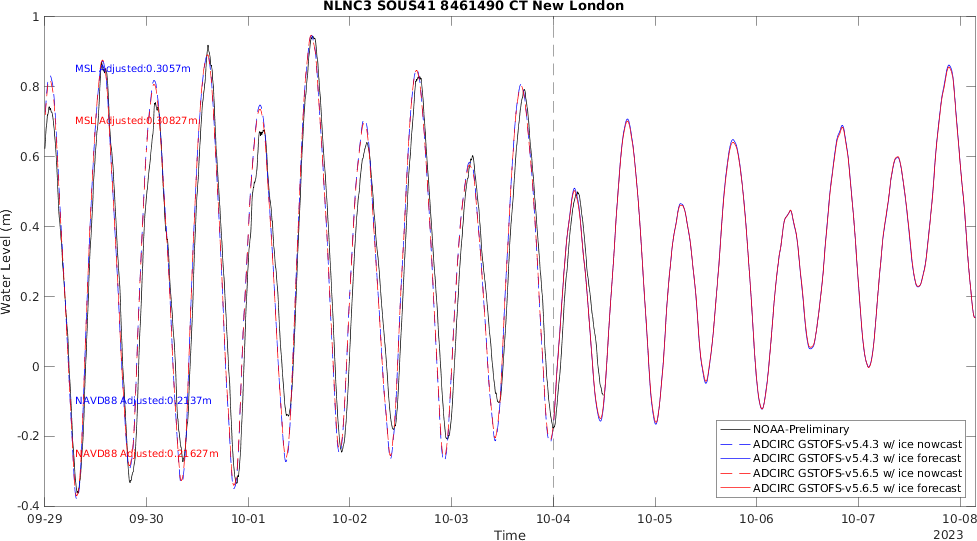 NLNC3 SOUS41 8461490 CT New London
1
0.8
0.6
0.4
0.2
0
-0.2
-0.4
Water Level (m)
MSL Adjusted:0.3057m
MSL Adjusted:0.30827m
NAVD88 Adjusted:0.2137m
NAVD88 Adjusted:0.21627m
NOAA-Preliminary
ADCIRC GSTOFS-v5.4.3 w/ ice nowcast
ADCIRC GSTOFS-v5.4.3 w/ ice forecast
ADCIRC GSTOFS-v5.6.5 w/ ice nowcast
ADCIRC GSTOFS-v5.6.5 w/ ice forecast
09-29 09-30 10-01 10-02 10-03 10-04 10-05 10-06 10-07 10-08
Time
2023